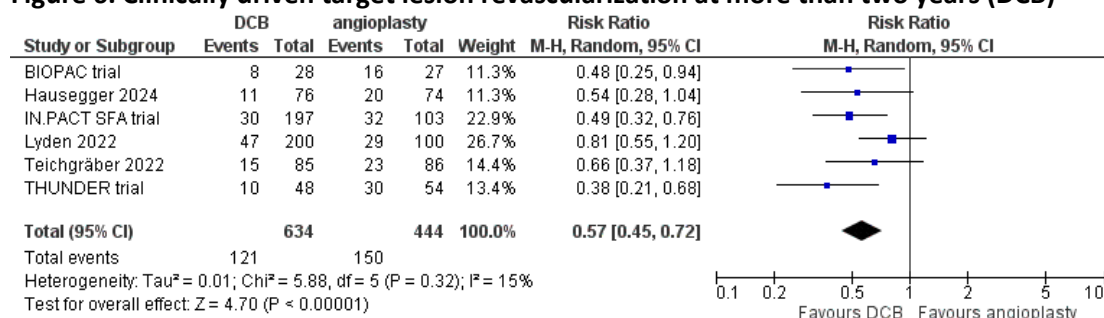 Figure 6. Clinically driven target lesion revascularization at more than two years (DCB)
DCB angioplasty Risk Ratio Risk Ratio
Study or Subgroup Events Total Events Total Weight M-H, Random, 95% CI M-H, Random, 95% CI
BIOPAC trial 8 28 16 27 11.3% 0.48 [0.25, 0.94]
Hausegger 2024 11 76 20 74 11.3% 0.54 [0.28, 1.04]
IN.PACT SFA trial 30 197 32 103 22.9% 0.49 [0.32, 0.76]
Lyden 2022 47 200 29 100 26.7% 0.81 [0.55, 1.20]
Teichgräber 2022 15 85 23 86 14.4% 0.66 [0.37, 1.18]
THUNDER trial 10 48 30 54 13.4% 0.38 [0.21, 0.68]
Total (95% CI) 634 444 100.0% 0.57 [0.45, 0.72]
Total events 121 150
Heterogeneity: Tau² = 0.01; Chi² = 5.88, df = 5 (P = 0.32); I² = 15%
Test for overall effect: Z = 4.70 (P < 0.00001)
0.1 0.2 0.5 1 2 5 10
Favours DCB Favours angioplasty